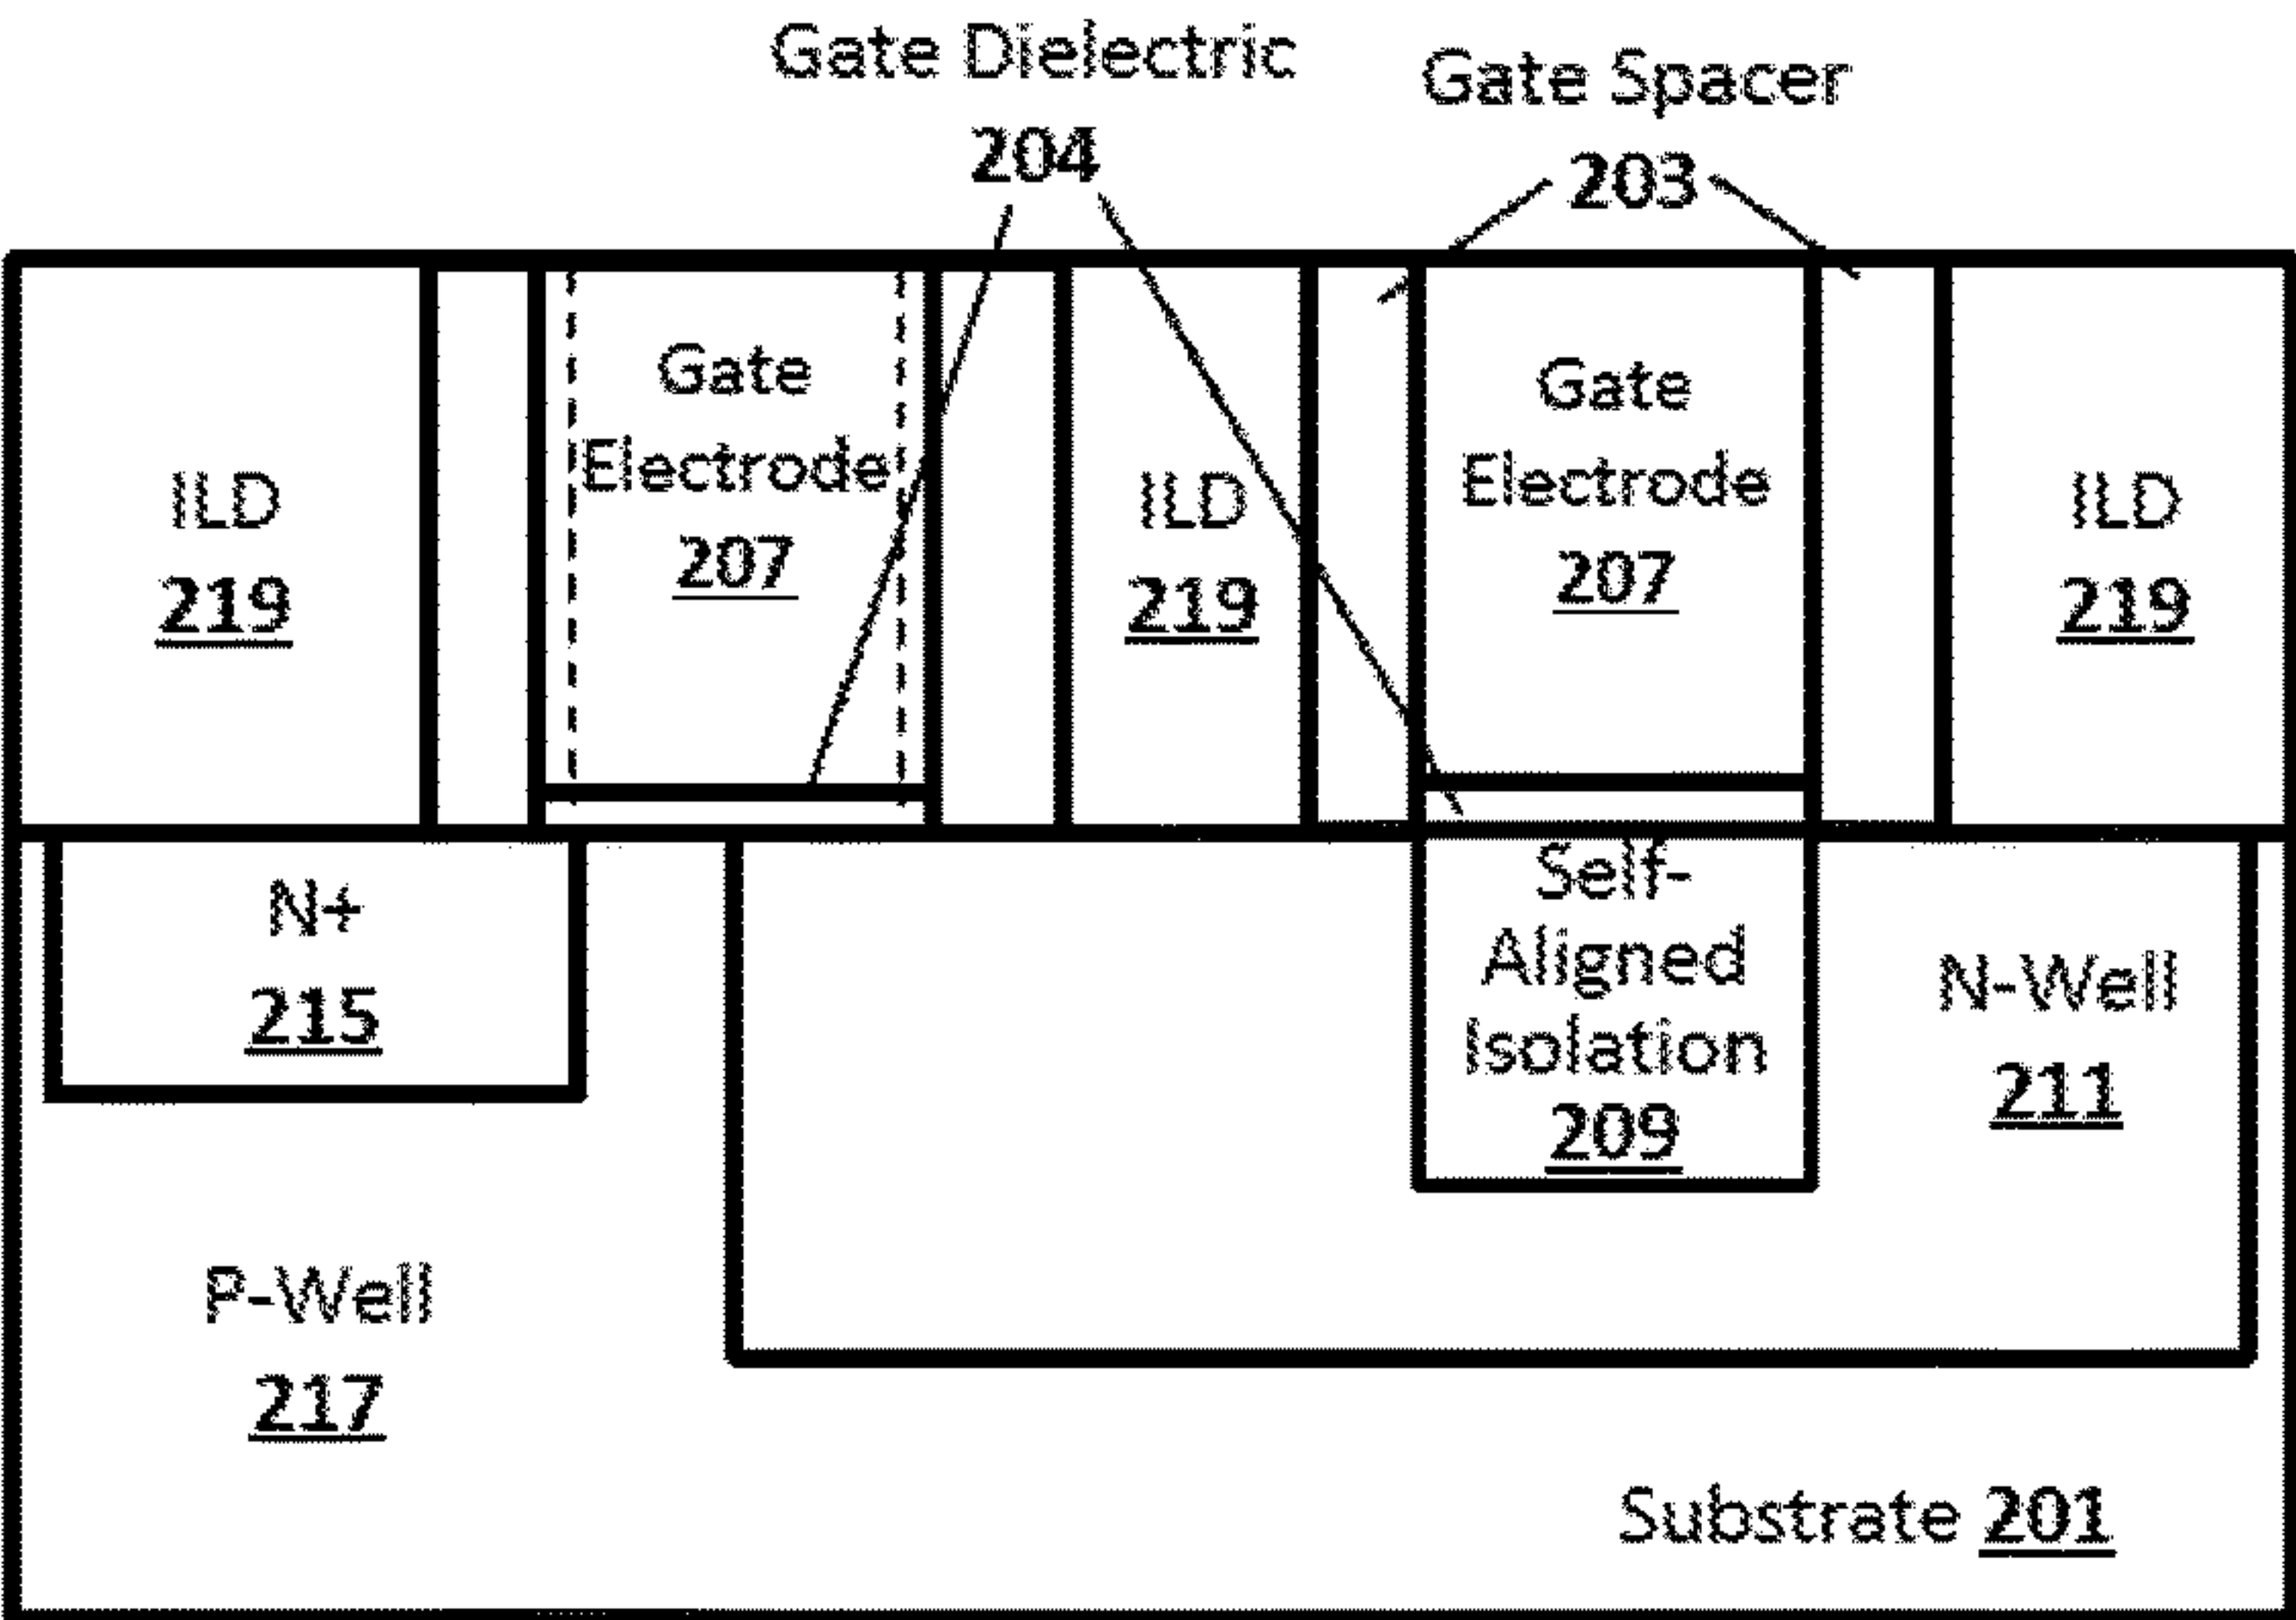 Gate Dielectric
204
Gate Spacer
203
ILD
219
Gate
Electrode
207
ILD
219
Gate
Electrode
207
ILD
219
N+
215
Self-
Aligned
Isolation
209
N-Well
211
P-Well
217
Substrate 201